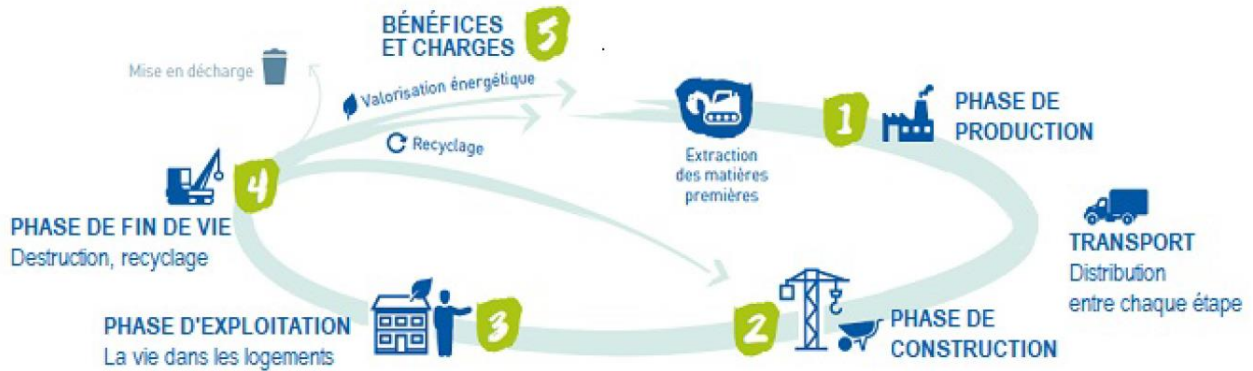 BÉNÉFICES
ET CHARGES
5
Mise en décharge
Valorisation énergétique
Recyclage
Extraction
des matières
premières
1
PHASE DE
PRODUCTION
TRANSPORT
Distribution
entre chaque étape
2
PHASE DE
CONSTRUCTION
3
PHASE D'EXPLOITATION
La vie dans les logements
4
PHASE DE FIN DE VIE
Destruction, recyclage